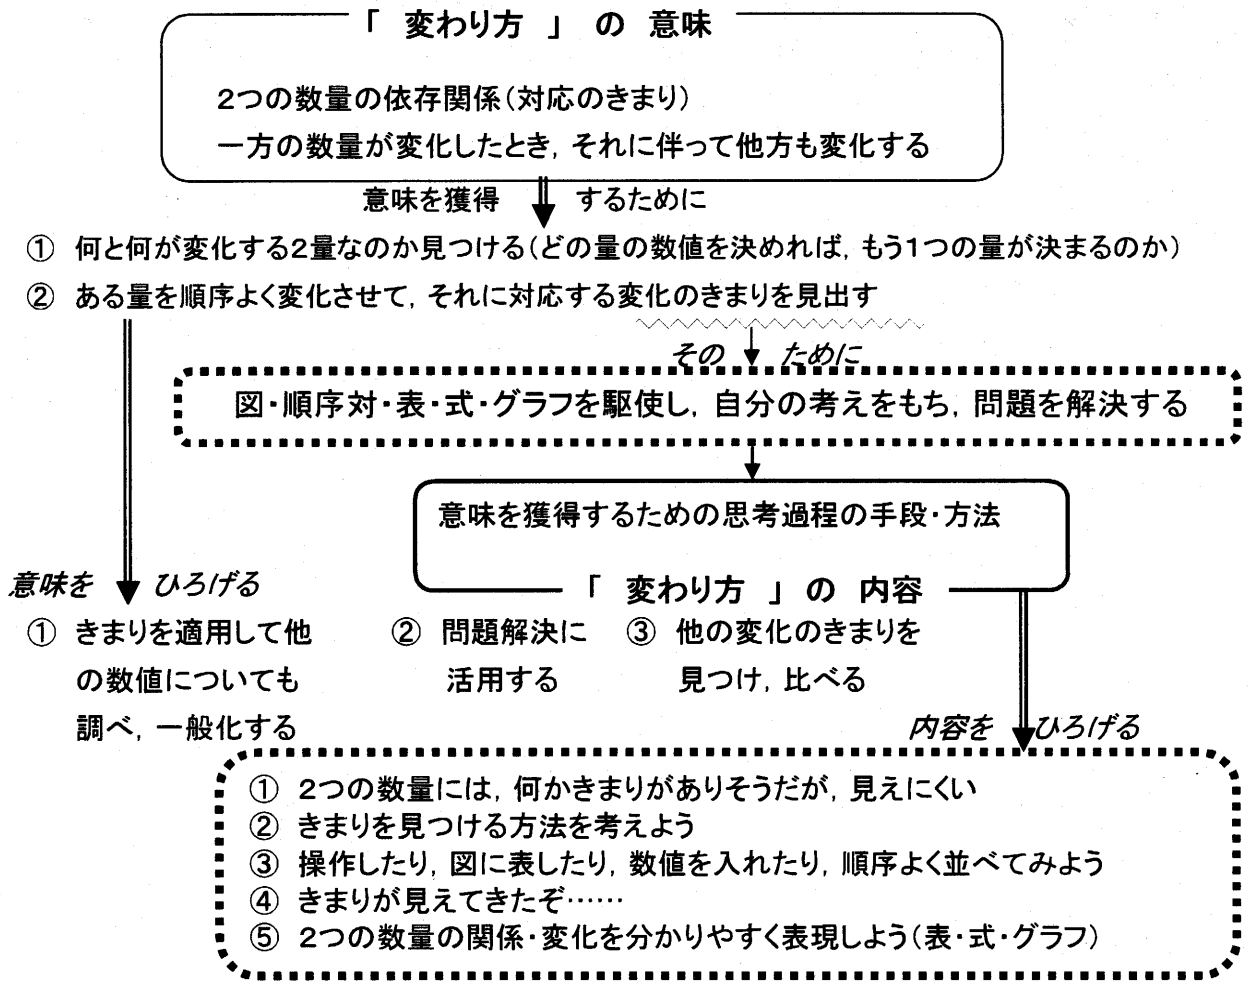 「 変わり方 」 の 意味
2つの数量の依存関係(対応のきまり)
一方の数量が変化したとき,それに伴って他方も変化する
意味を獲得 するために
① 何と何が変化する2量なのか見つける(どの量の数値を決めれば,もう1つの量が決まるのか)
② ある量を順序よく変化させて,それに対応する変化のきまりを見出す
その ために
図・順序対・表・式・グラフを駆使し,自分の考えをもち,問題を解決する
意味を獲得するための思考過程の手段・方法
「 変わり方 」 の 内容
意味を ひろげる
① きまりを適用して他
の数値についても
調べ,一般化する
② 問題解決に
活用する
③ 他の変化のきまりを
見つけ,比べる
内容を ひろげる
① 2つの数量には,何かきまりがありそうだが,見えにくい
② きまりを見つける方法を考えよう
③ 操作したり,図に表したり,数値を入れたり,順序よく並べてみよう
④ きまりが見えてきたぞ……
⑤ 2つの数量の関係・変化を分かりやすく表現しよう(表・式・グラフ)